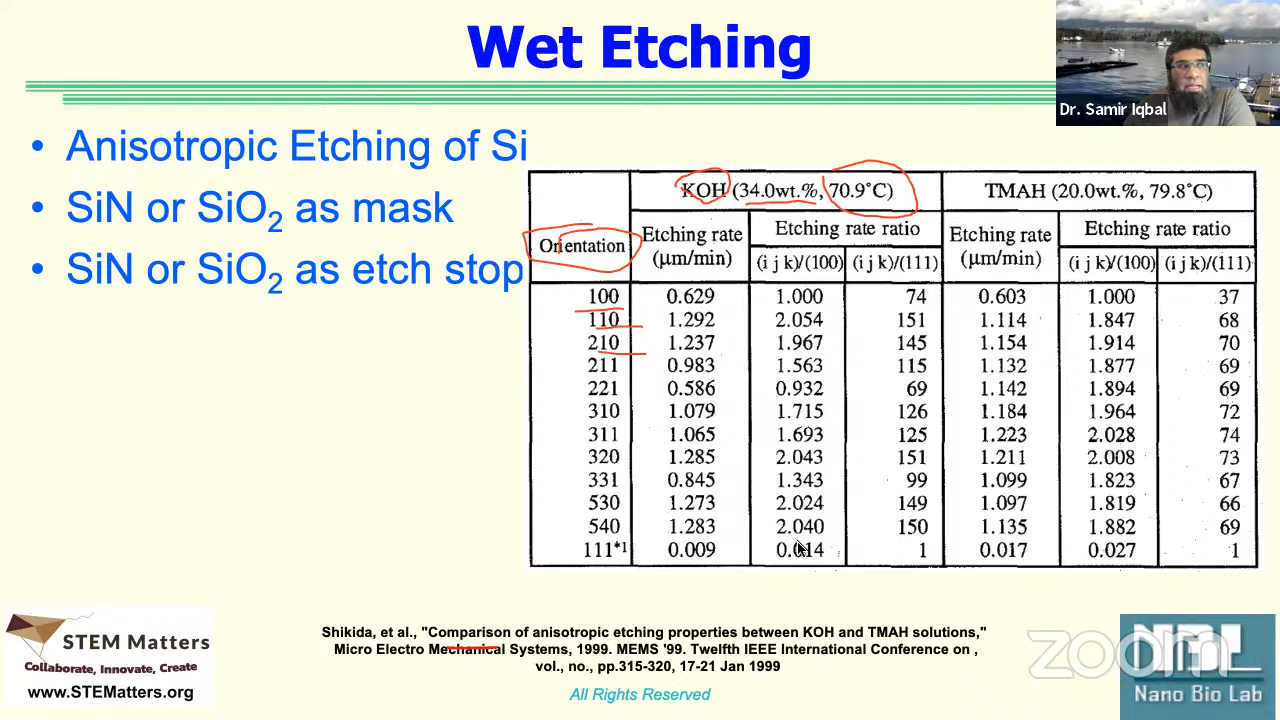 Wet Etching
Dr. Samir Iqbal
• Anisotropic Etching of Si
• SiN or SiO2 as mask
• SiN or SiO2 as etch stop
KOH (34.0wt.%, 70.9°C) TMAH (20.0wt.%, 79.8°C)
Orientation Etching rate (μm/min) Etching rate ratio Etching rate (μm/min) Etching rate ratio
(i j k)/(100) (i j k)/(111) (i j k)/(100) (i j k)/(111)
100 0.629 1.000 74 0.603 1.000 37
110 1.292 2.054 151 1.114 1.847 68
210 1.237 1.967 145 1.154 1.914 70
211 0.983 1.563 115 1.132 1.877 69
221 0.586 0.932 69 1.142 1.894 69
310 1.079 1.715 126 1.184 1.964 72
311 1.065 1.693 125 1.223 2.028 74
320 1.285 2.043 151 1.211 2.008 73
331 0.845 1.343 99 1.099 1.823 67
530 1.273 2.024 149 1.097 1.819 66
540 1.283 2.040 150 1.135 1.882 69
111*1 0.009 0.014 1 0.017 0.027 1
STEM Matters
Collaborate, Innovate, Create
www.STEMatters.org
Shikida, et al., "Comparison of anisotropic etching properties between KOH and TMAH solutions,"
Micro Electro Mechanical Systems, 1999. MEMS '99. Twelfth IEEE International Conference on ,
vol., no., pp.315-320, 17-21 Jan 1999
All Rights Reserved
zoom
NBL
Nano Bio Lab